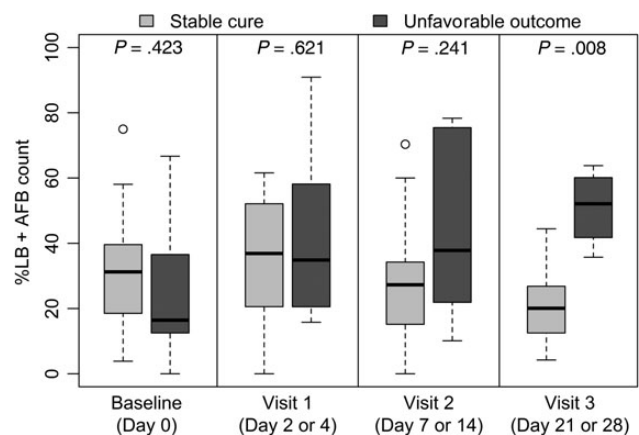 Stable cure Unfavorable outcome
P = .423 P = .621 P = .241 P = .008
100
80
60
40
20
0
%LB + AFB count
Baseline Visit 1 Visit 2 Visit 3
(Day 0) (Day 2 or 4) (Day 7 or 14) (Day 21 or 28)